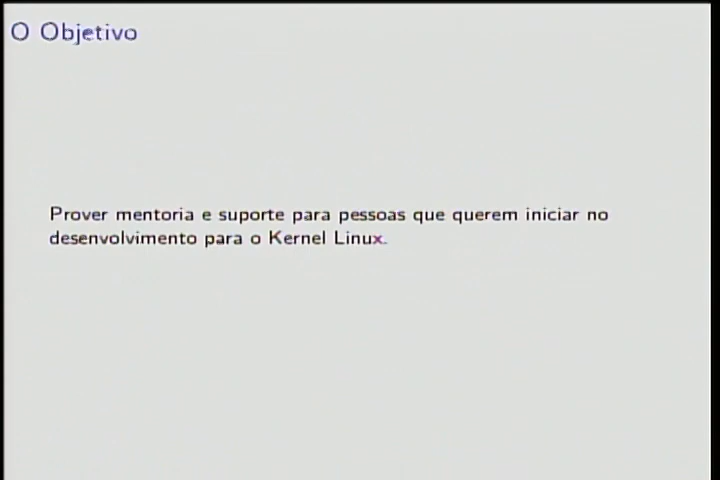 O Objetivo
Prover mentoria e suporte para pessoas que querem iniciar no
desenvolvimento para o Kernel Linux.